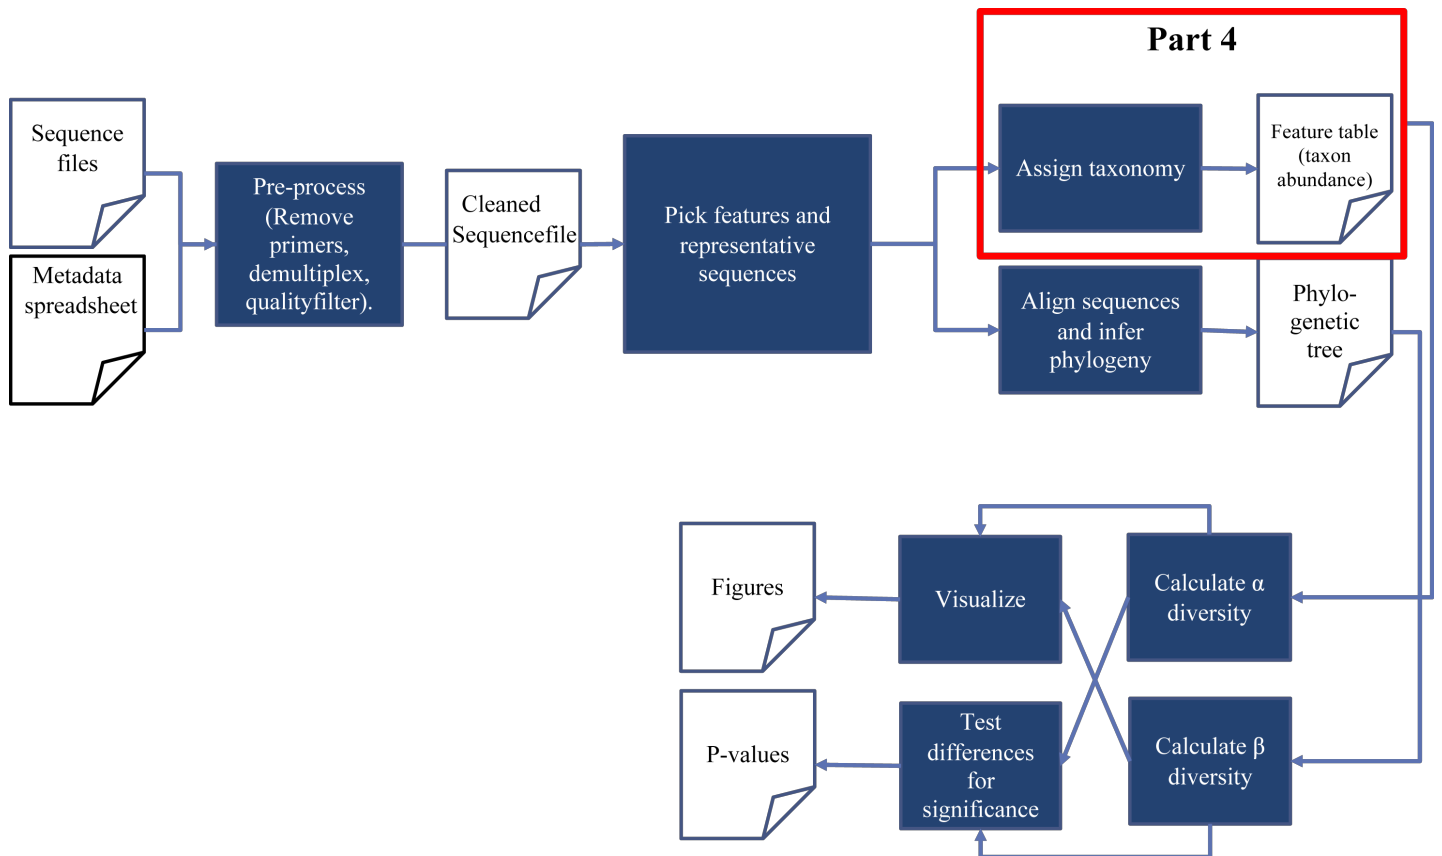 Part 4
Sequence
files
Metadata
spreadsheet
Pre-process
(Remove
primers,
demultiplex,
qualityfilter).
Cleaned
Sequencefile
Pick features and
representative
sequences
Assign taxonomy
Feature table
(taxon
abundance)
Align sequences
and infer
phylogeny
Phylo-
genetic
tree
Figures
Visualize
Calculate α
diversity
P-values
Test
differences
for
significance
Calculate β
diversity